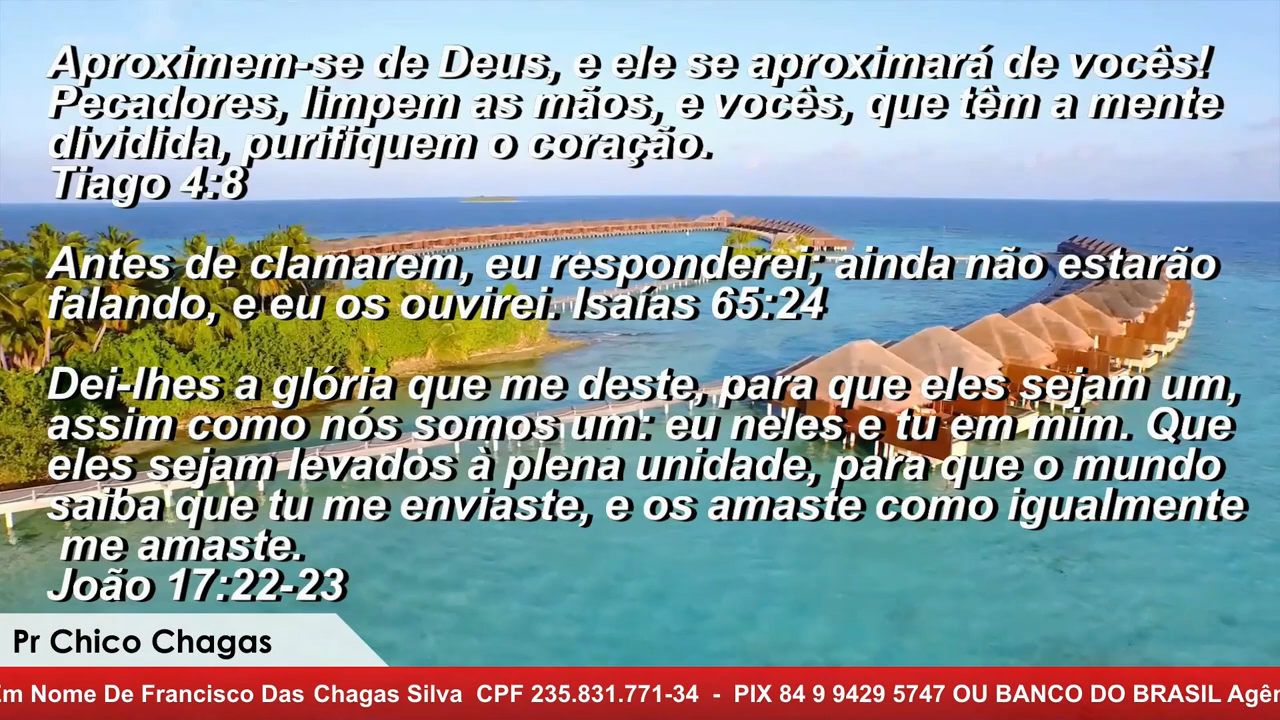 Aproximem-se de Deus, e ele se aproximará de vocês!
Pecadores, limpem as mãos, e vocês, que têm a mente
dividida, purifiquem o coração.
Tiago 4:8
Antes de clamarem, eu responderei; ainda não estarão
falando, e eu os ouvirei. Isaías 65:24
Dei-lhes a glória que me deste, para que eles sejam um,
assim como nós somos um: eu neles e tu em mim. Que
eles sejam levados à plena unidade, para que o mundo
saiba que tu me enviaste, e os amaste como igualmente
me amaste.
João 17:22-23
Pr Chico Chagas
Em Nome De Francisco Das Chagas Silva CPF 235.831.771-34 - PIX 84 9 9429 5747 OU BANCO DO BRASIL Agên